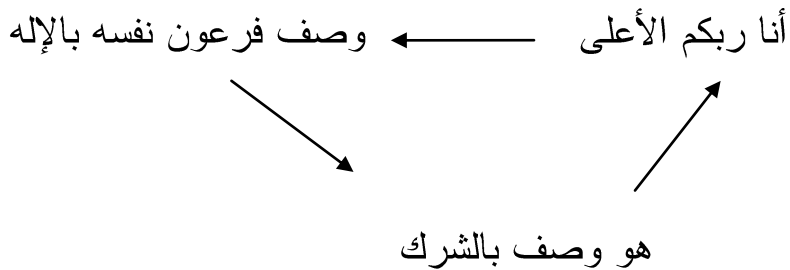 أنا ربكم الأعلى
وصف فرعون نفسه بالإله
هو وصف بالشرك